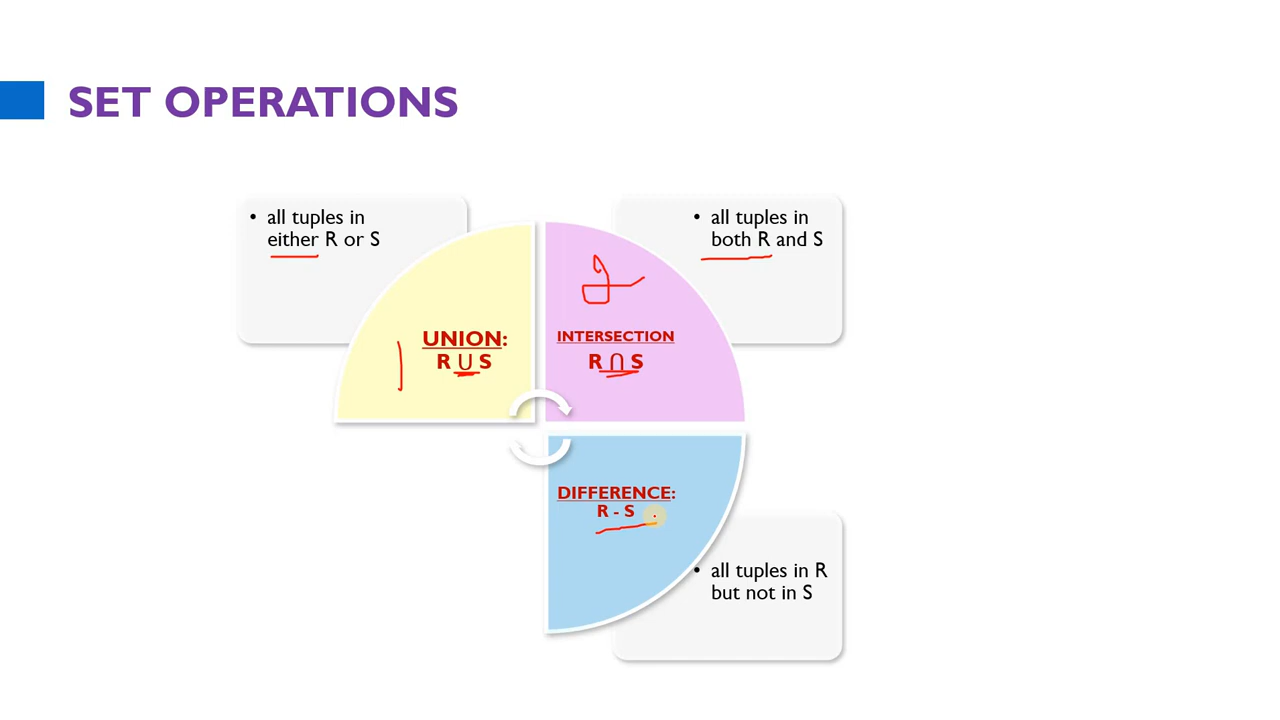 SET OPERATIONS
• all tuples in
either R or S
• all tuples in
both R and S
UNION:
R ∪ S
INTERSECTION
R ∩ S
DIFFERENCE:
R - S
• all tuples in R
but not in S